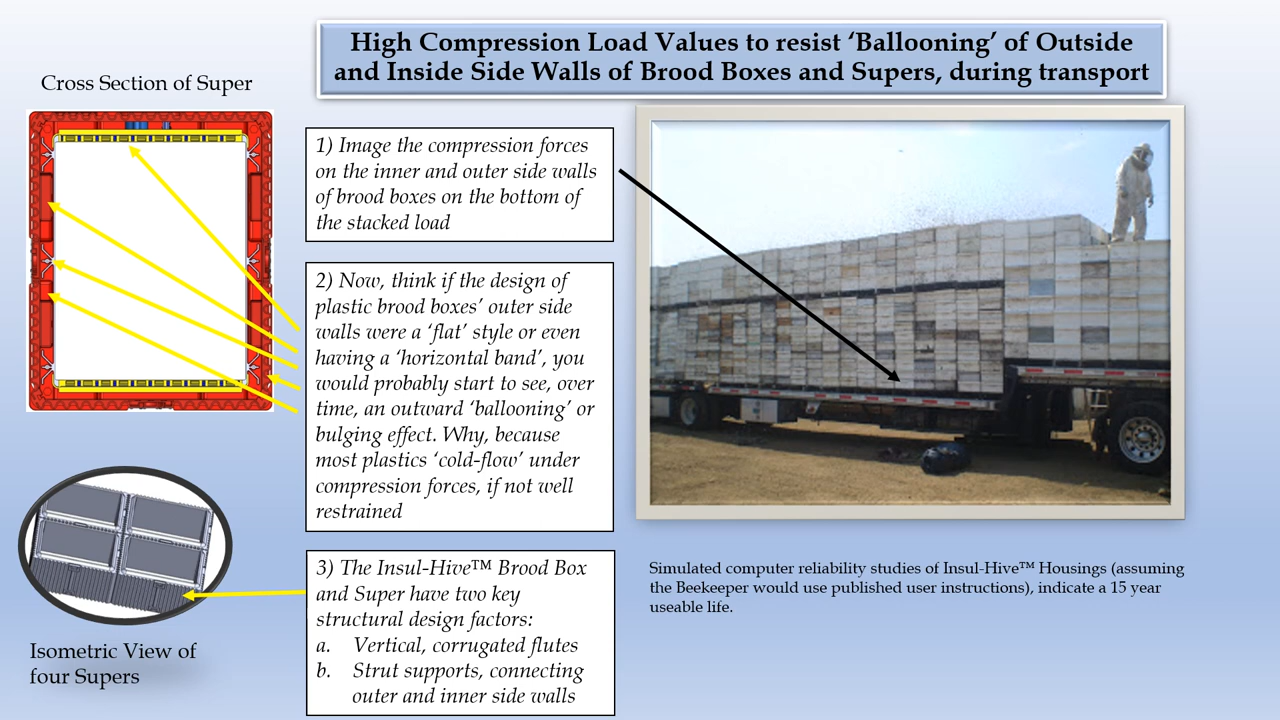 High Compression Load Values to resist ‘Ballooning’ of Outside
and Inside Side Walls of Brood Boxes and Supers, during transport
Cross Section of Super
1) Image the compression forces
on the inner and outer side walls
of brood boxes on the bottom of
the stacked load
2) Now, think if the design of
plastic brood boxes’ outer side
walls were a ‘flat’ style or even
having a ‘horizontal band’, you
would probably start to see, over
time, an outward ‘ballooning’ or
bulging effect. Why, because
most plastics ‘cold-flow’ under
compression forces, if not well
restrained
3) The Insul-Hive™ Brood Box
and Super have two key
structural design factors:
a. Vertical, corrugated flutes
b. Strut supports, connecting
outer and inner side walls
Isometric View of
four Supers
Simulated computer reliability studies of Insul-Hive™ Housings (assuming
the Beekeeper would use published user instructions), indicate a 15 year
useable life.